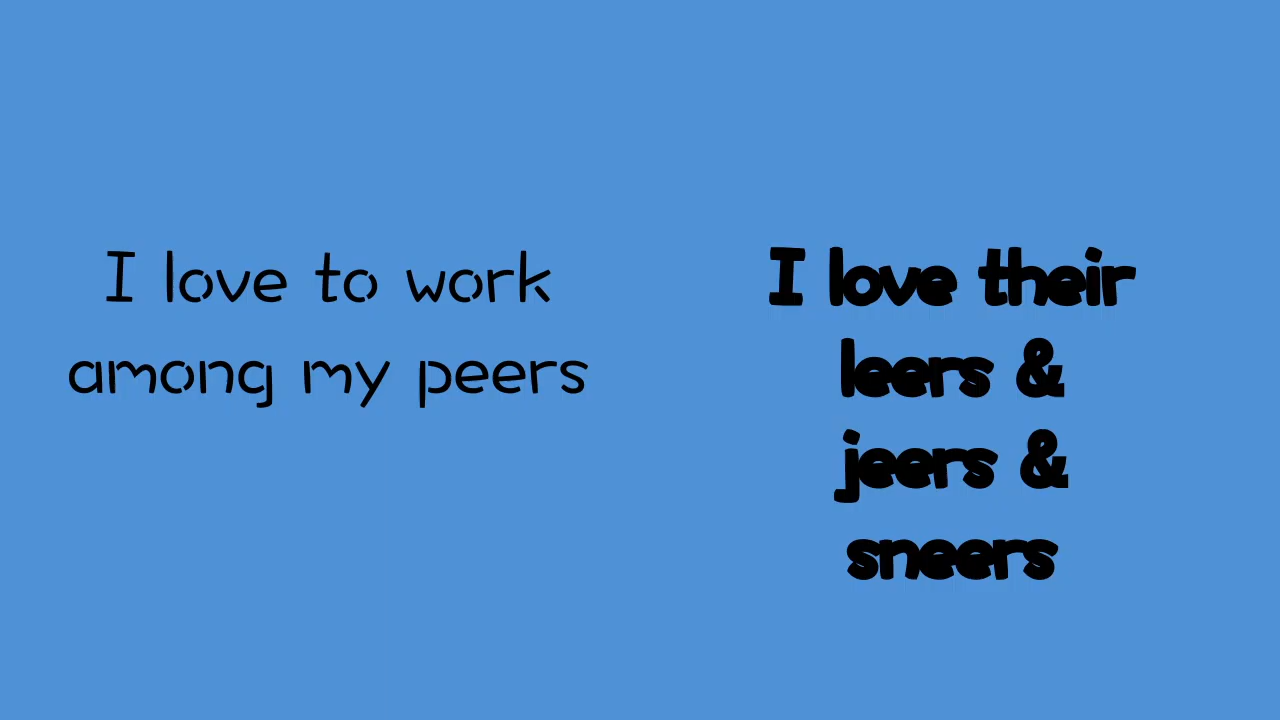 I love to work
among my peers
I love their
leers &
jeers &
sneers